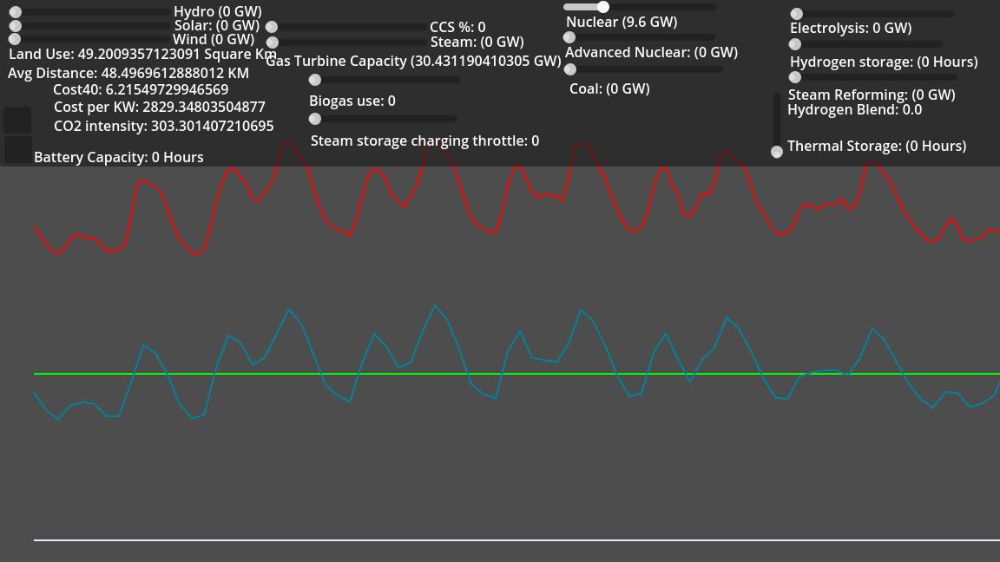 Hydro (0 GW)
Solar: (0 GW)
Wind (0 GW)
Land Use: 49.2009357123091 Square Km
Avg Distance: 48.4969612888012 KM
Cost40: 6.21549729946569
Cost per KW: 2829.34803504877
CO2 intensity: 303.301407210695
Battery Capacity: 0 Hours
CCS %: 0
Steam: (0 GW)
Gas Turbine Capacity (30.431190410305 GW)
Biogas use: 0
Steam storage charging throttle: 0
Nuclear (9.6 GW)
Advanced Nuclear: (0 GW)
Coal: (0 GW)
Electrolysis: 0 GW)
Hydrogen storage: (0 Hours)
Steam Reforming: (0 GW)
Hydrogen Blend: 0.0
Thermal Storage: (0 Hours)